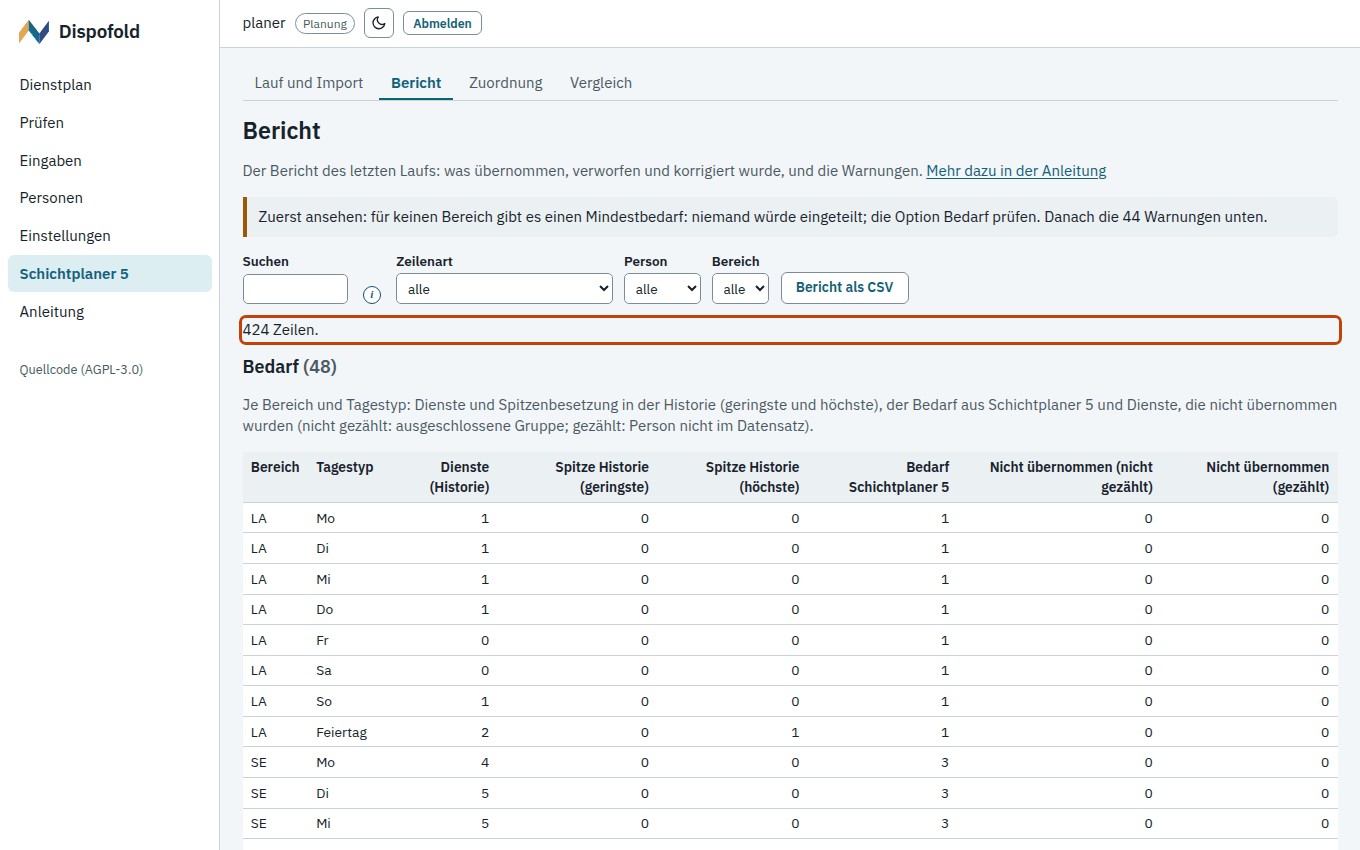 Dispofold
Dienstplan
Prüfen
Eingaben
Personen
Einstellungen
Schichtplaner 5
Anleitung
Quellcode (AGPL-3.0)
planer Planung Abmelden
Lauf und Import Bericht Zuordnung Vergleich
Bericht
Der Bericht des letzten Laufs: was übernommen, verworfen und korrigiert wurde, und die Warnungen. Mehr dazu in der Anleitung
Zuerst ansehen: für keinen Bereich gibt es einen Mindestbedarf: niemand würde eingeteilt; die Option Bedarf prüfen. Danach die 44 Warnungen unten.
Suchen Zeilenart Person Bereich
i alle alle alle Bericht als CSV
424 Zeilen.
Bedarf (48)
Je Bereich und Tagestyp: Dienste und Spitzenbesetzung in der Historie (geringste und höchste), der Bedarf aus Schichtplaner 5 und Dienste, die nicht übernommen
wurden (nicht gezählt: ausgeschlossene Gruppe; gezählt: Person nicht im Datensatz).
Bereich Tagestyp Dienste Spitze Historie Spitze Historie Bedarf Nicht übernommen (nicht Nicht übernommen
(Historie) (geringste) (höchste) Schichtplaner 5 gezählt) (gezählt)
LA Mo 1 0 0 1 0 0
LA Di 1 0 0 1 0 0
LA Mi 1 0 0 1 0 0
LA Do 1 0 0 1 0 0
LA Fr 0 0 0 1 0 0
LA Sa 0 0 0 1 0 0
LA So 1 0 0 1 0 0
LA Feiertag 2 0 1 1 0 0
SE Mo 4 0 0 3 0 0
SE Di 5 0 0 3 0 0
SE Mi 5 0 0 3 0 0